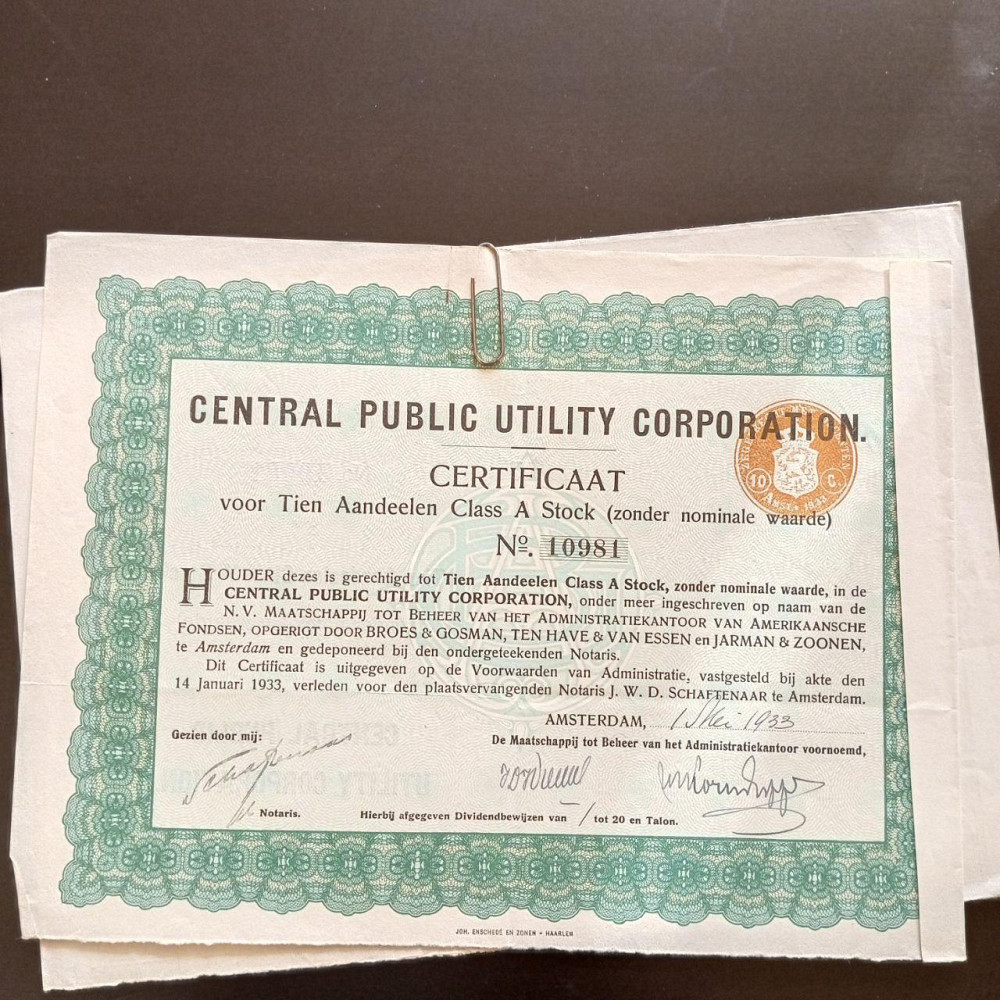 CENTRAL PUBLIC UTILITY CORPORATION.
10 C.
AMST. 1933
CERTIFICAAT
voor Tien Aandeelen Class A Stock (zonder nominale waarde)
No. 10981
HOUDER dezes is gerechtigd tot Tien Aandeelen Class A Stock, zonder nominale waarde, in de
CENTRAL PUBLIC UTILITY CORPORATION, onder meer ingeschreven op naam van de
N. V. MAATSCHAPPIJ TOT BEHEER VAN HET ADMINISTRATIEKANTOOR VAN AMERIKAANSCHE
FONDSEN, OPGERIGT DOOR BROES & GOSMAN, TEN HAVE & VAN ESSEN en JARMAN & ZOONEN,
te Amsterdam en gedeponeerd bij den ondergeteekenden Notaris.
Dit Certificaat is uitgegeven op de Voorwaarden van Administratie, vastgesteld bij akte den
14 Januari 1933, verleden voor den plaatsvervangenden Notaris J. W. D. SCHAFTENAAR te Amsterdam.
AMSTERDAM, 1 Mei 1933
Gezien door mij:
De Maatschappij tot Beheer van het Administratiekantoor voornoemd,
Notaris.
Hierbij afgegeven Dividendbewijzen van 1 tot 20 en Talon.
JOH. ENSCHEDÉ EN ZONEN - HAARLEM